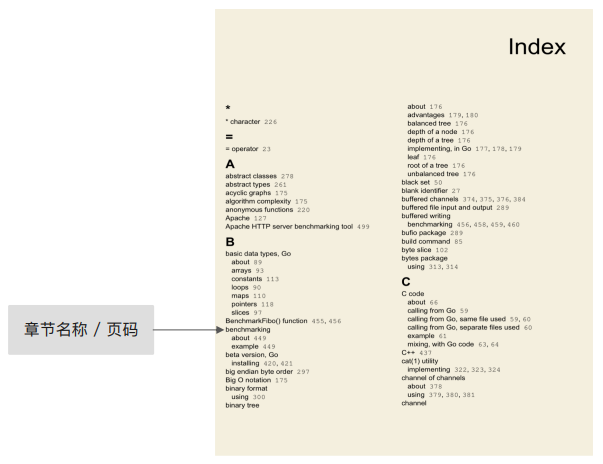 Index
*
* character 226
=
= operator 23
A
abstract classes 278
abstract types 261
acyclic graphs 175
algorithm complexity 175
anonymous functions 220
Apache 127
Apache HTTP server benchmarking tool 499
B
basic data types, Go
about 89
arrays 93
constants 113
loops 90
maps 110
pointers 118
slices 97
BenchmarkFibo() function 455, 456
benchmarking
about 449
example 449
beta version, Go
installing 420, 421
big endian byte order 297
Big O notation 175
binary format
using 300
binary tree
about 176
advantages 179, 180
balanced tree 176
depth of a node 176
depth of a tree 176
implementing, in Go 177, 178, 179
leaf 176
root of a tree 176
unbalanced tree 176
black set 50
blank identifier 27
buffered channels 374, 375, 376, 384
buffered file input and output 289
buffered writing
benchmarking 456, 458, 459, 460
bufio package 289
build command 85
byte slice 102
bytes package
using 313, 314
C
C code
about 66
calling from Go 59
calling from Go, same file used 59, 60
calling from Go, separate files used 60
example 61
mixing, with Go code 63, 64
C++ 437
cat(1) utility
implementing 322, 323, 324
channel of channels
about 378
using 379, 380, 381
channel
章节名称 / 页码